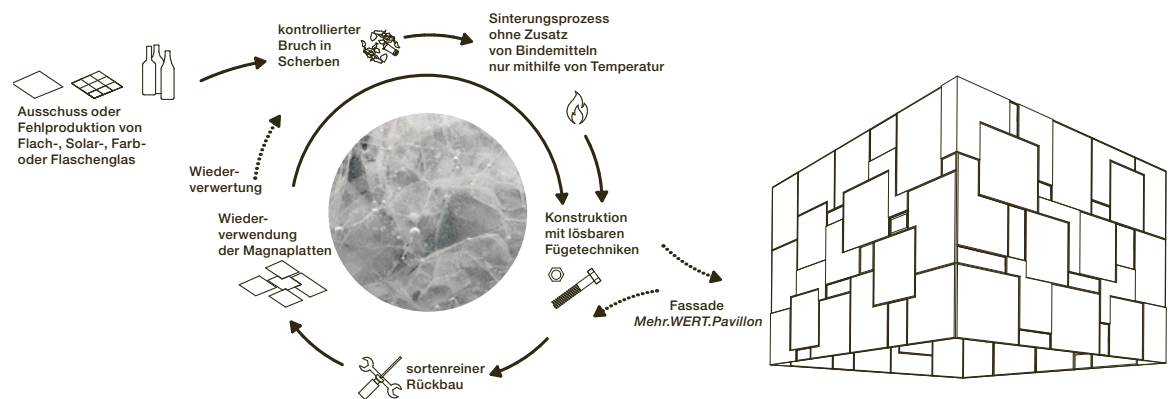 Ausschuss oder
Fehlproduktion von
Flach-, Solar-, Farb-
oder Flaschenglas
kontrollierter
Bruch in
Scherben
Sinterungsprozess
ohne Zusatz
von Bindemitteln
nur mithilfe von Temperatur
Wieder-
verwertung
Wieder-
verwendung
der Magnaplatten
Konstruktion
mit lösbaren
Fügetechniken
Fassade
Mehr.WERT.Pavillon
sortenreiner
Rückbau